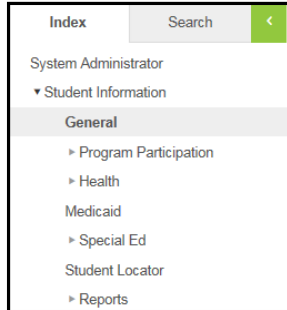 Index Search
System Administrator
Student Information
General
Program Participation
Health
Medicaid
Special Ed
Student Locator
Reports